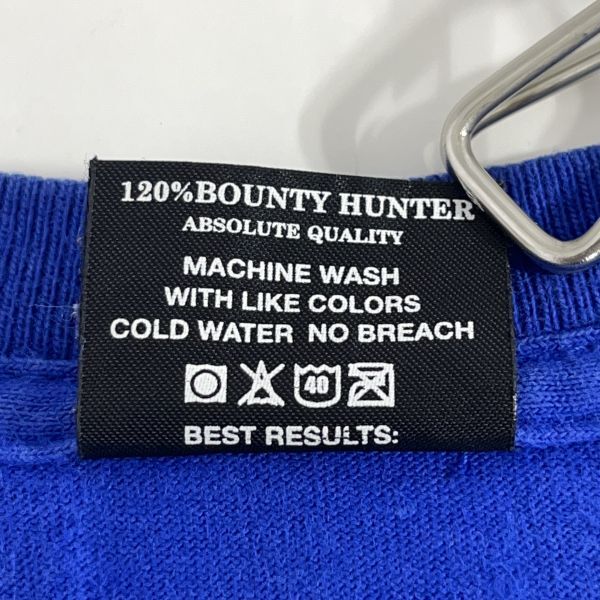 120%BOUNTY HUNTER
ABSOLUTE QUALITY
MACHINE WASH
WITH LIKE COLORS
COLD WATER NO BREACH
40
BEST RESULTS: